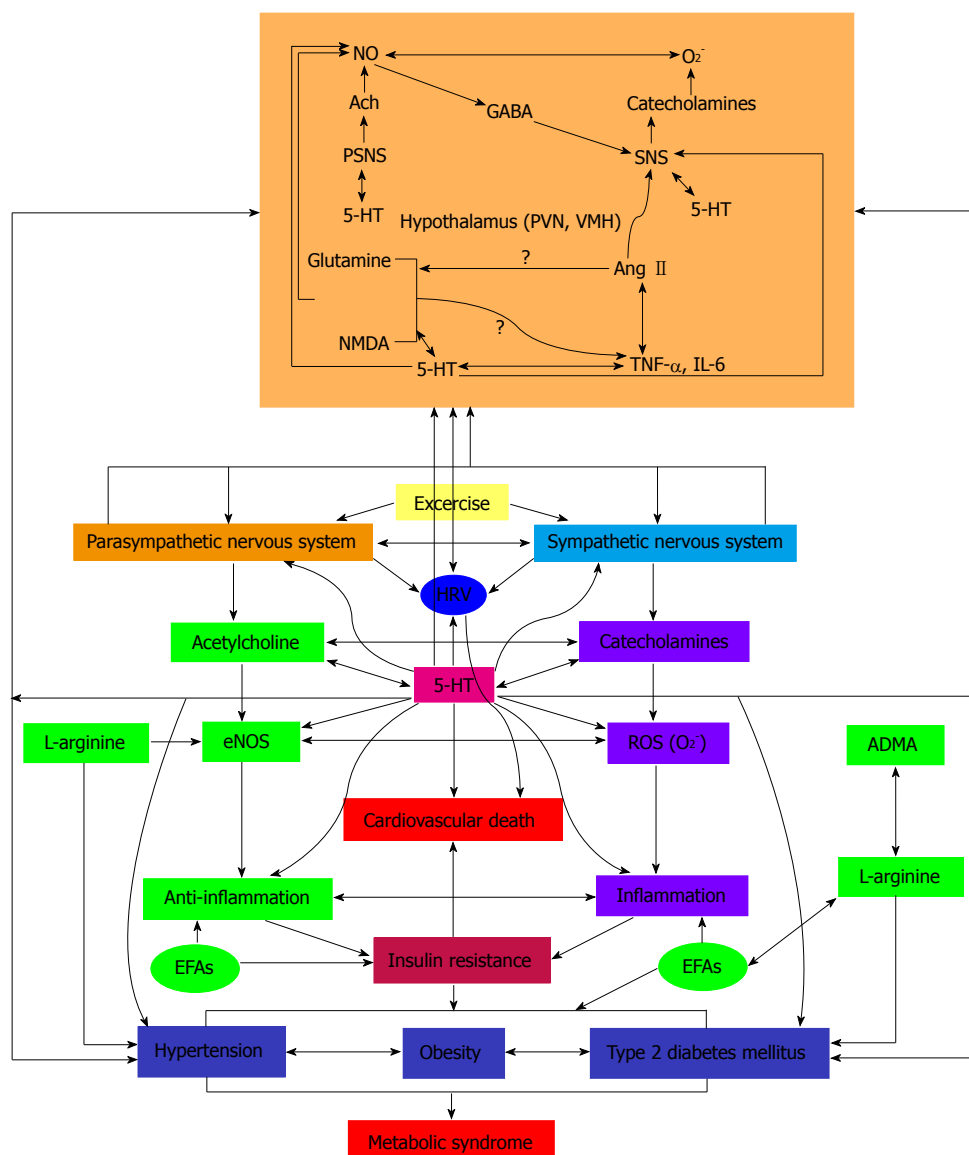 NO
O₂⁻
Ach
GABA
Catecholamines
PSNS
SNS
5-HT
5-HT
Hypothalamus (PVN, VMH)
Glutamine
?
Ang Ⅱ
?
NMDA
5-HT
TNF-α, IL-6
Excercise
Parasympathetic nervous system
Sympathetic nervous system
HRV
Acetylcholine
Catecholamines
5-HT
L-arginine
eNOS
ROS (O₂⁻)
ADMA
Cardiovascular death
Anti-inflammation
Inflammation
L-arginine
EFAs
Insulin resistance
EFAs
Hypertension
Obesity
Type 2 diabetes mellitus
Metabolic syndrome